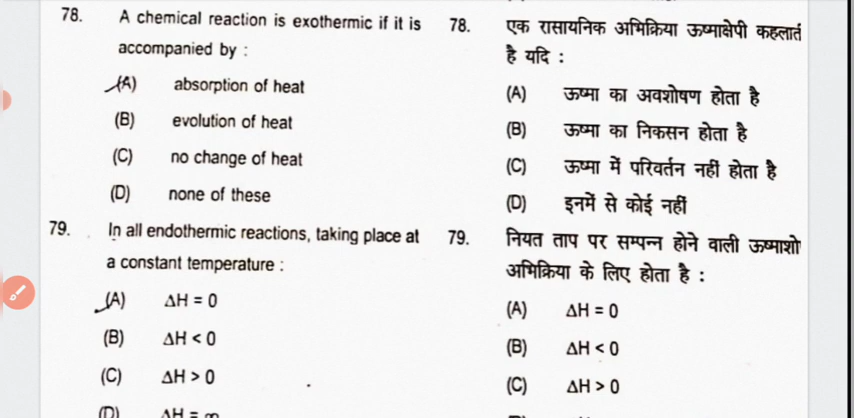 78. A chemical reaction is exothermic if it is
accompanied by :
(A) absorption of heat
(B) evolution of heat
(C) no change of heat
(D) none of these
79. In all endothermic reactions, taking place at
a constant temperature :
(A) ΔH = 0
(B) ΔH < 0
(C) ΔH > 0
(D) ΔH = ∞
78. एक रासायनिक अभिक्रिया ऊष्माक्षेपी कहलाती
है यदि :
(A) ऊष्मा का अवशोषण होता है
(B) ऊष्मा का निकसन होता है
(C) ऊष्मा में परिवर्तन नहीं होता है
(D) इनमें से कोई नहीं
79. नियत ताप पर सम्पन्न होने वाली ऊष्माशो
अभिक्रिया के लिए होता है :
(A) ΔH = 0
(B) ΔH < 0
(C) ΔH > 0